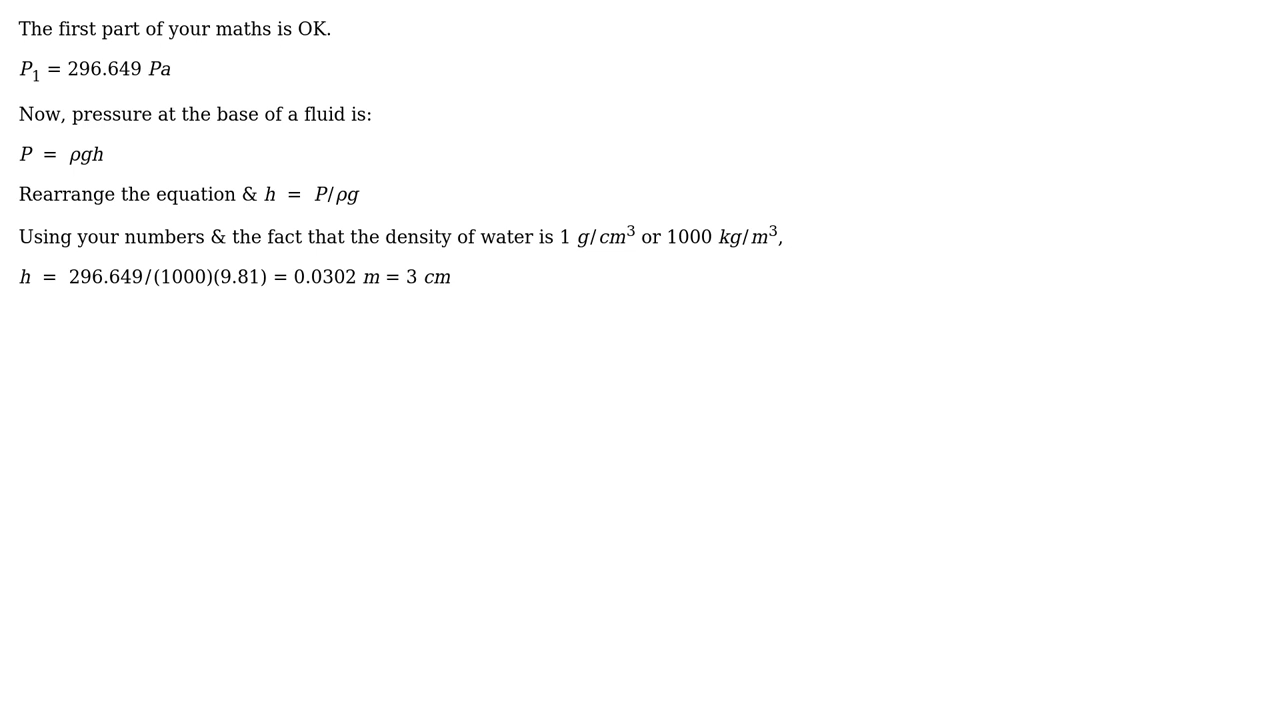 The first part of your maths is OK.
P₁ = 296.649 Pa
Now, pressure at the base of a fluid is:
P = ρgh
Rearrange the equation & h = P/ρg
Using your numbers & the fact that the density of water is 1 g/cm³ or 1000 kg/m³,
h = 296.649/(1000)(9.81) = 0.0302 m = 3 cm